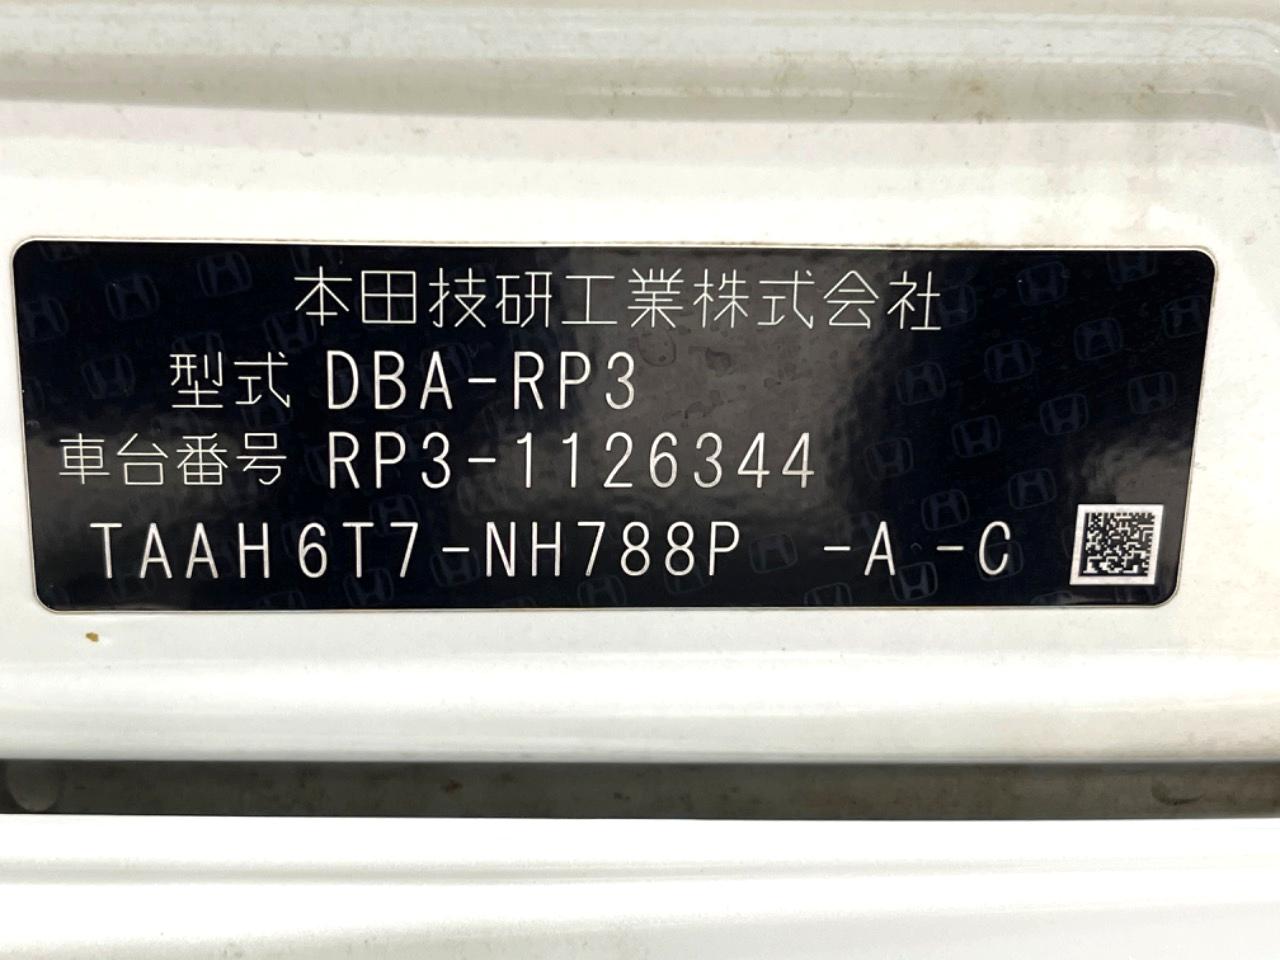 本田技研工業株式会社
型式 DBA-RP3
車台番号 RP3-1126344
TAAH6T7-NH788P -A -C